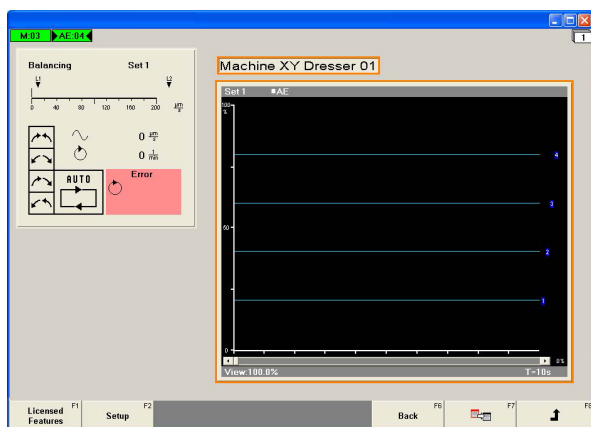 M:03 AE:04
1
Balancing Set 1
L1 L2
0 40 80 120 160 200 µm/s
0 µm/s
0 1/min
AUTO
Error
Machine XY Dresser 01
Set 1 ■AE
100
%
4
3
50
2
1
0
0%
View:100.0% T=10s
F1 Licensed Features
F2 Setup
F6 Back
F7
F8